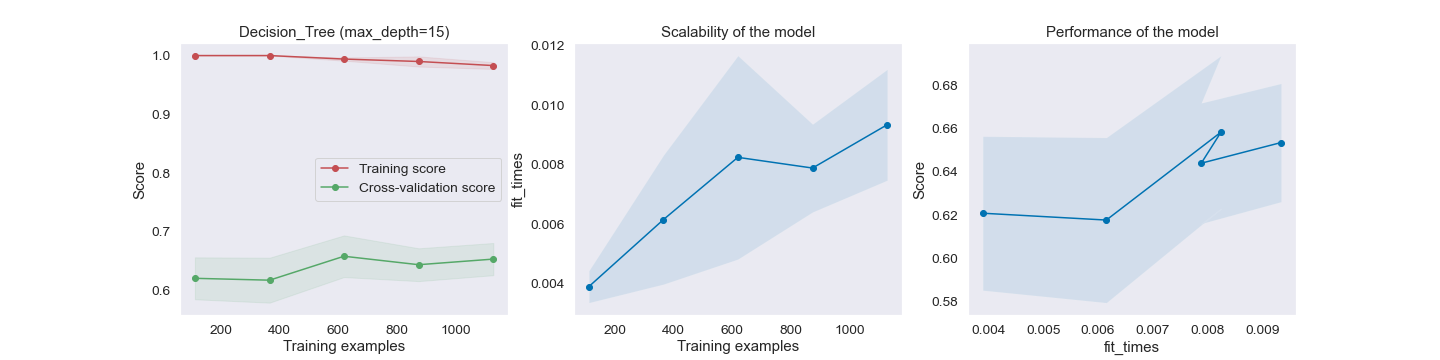 Decision_Tree (max_depth=15)
Score
1.0
0.9
0.8
0.7
0.6
Training score
Cross-validation score
200
400
600
800
1000
Training examples
Scalability of the model
fit_times
0.012
0.010
0.008
0.006
0.004
200
400
600
800
1000
Training examples
Performance of the model
Score
0.68
0.66
0.64
0.62
0.60
0.58
0.004
0.005
0.006
0.007
0.008
0.009
fit_times